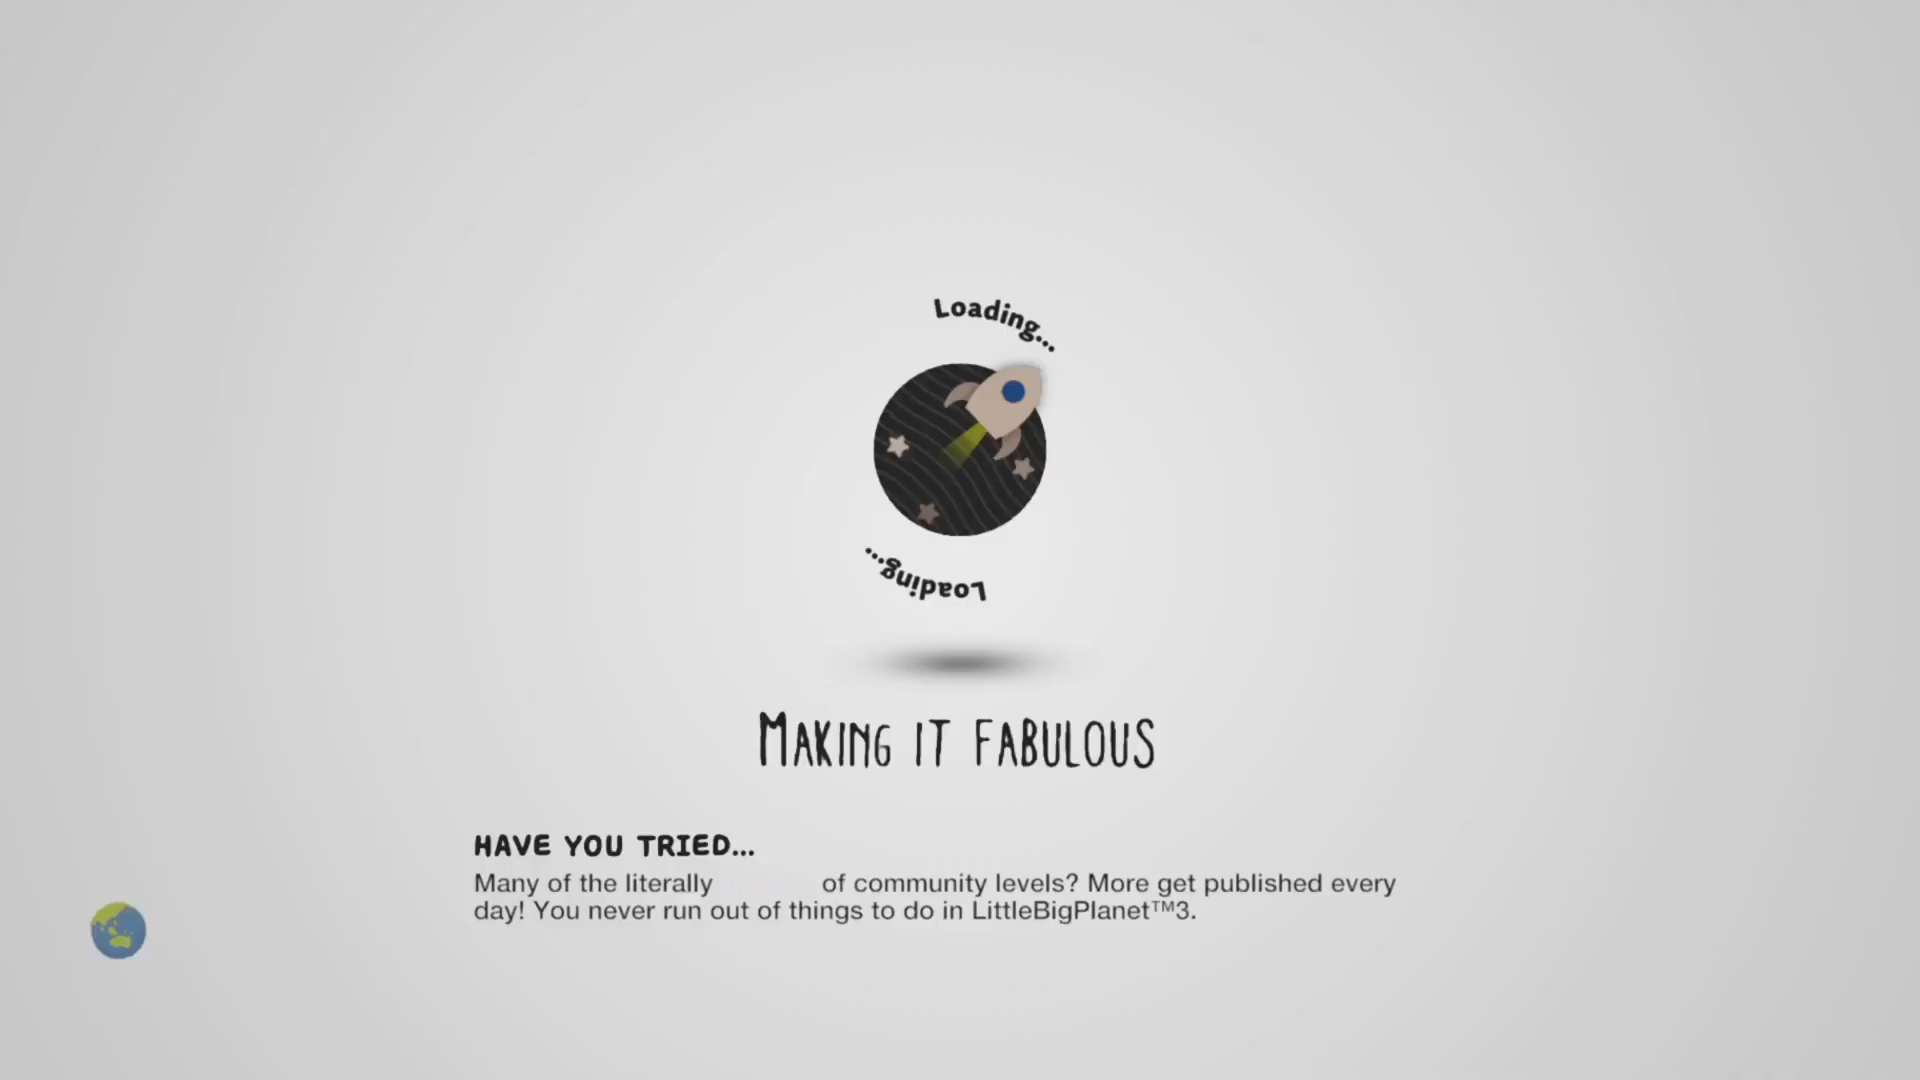 Loading...
Loading...
MAKING IT FABULOUS
HAVE YOU TRIED...
Many of the literally of community levels? More get published every
day! You never run out of things to do in LittleBigPlanet™3.